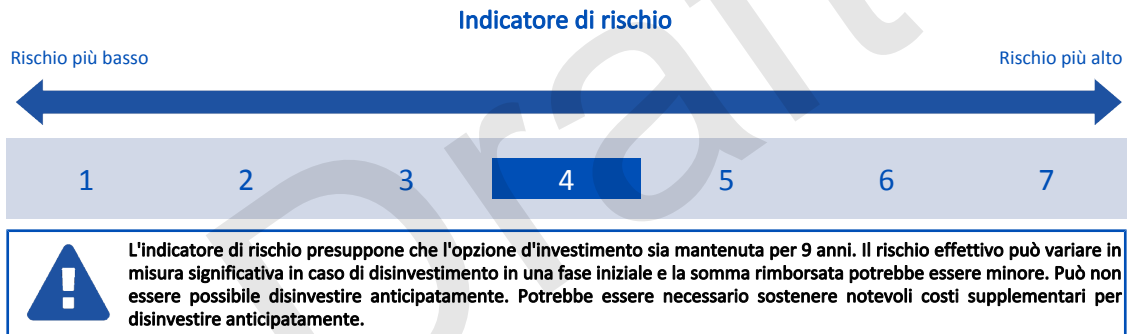 Indicatore di rischio
Rischio più basso
Rischio più alto
1 2 3 4 5 6 7
L'indicatore di rischio presuppone che l'opzione d'investimento sia mantenuta per 9 anni. Il rischio effettivo può variare in
misura significativa in caso di disinvestimento in una fase iniziale e la somma rimborsata potrebbe essere minore. Può non
essere possibile disinvestire anticipatamente. Potrebbe essere necessario sostenere notevoli costi supplementari per
disinvestire anticipatamente.
Draft